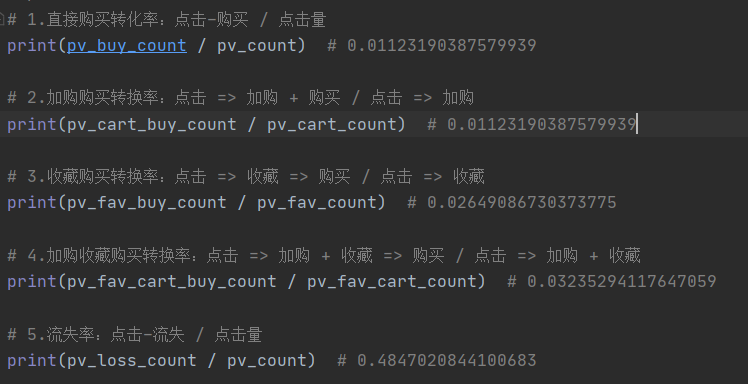 # 1.直接购买转化率：点击-购买 / 点击量
print(pv_buy_count / pv_count)  # 0.01123190387579939
# 2.加购购买转换率：点击 => 加购 + 购买 / 点击 => 加购
print(pv_cart_buy_count / pv_cart_count)  # 0.01123190387579939
# 3.收藏购买转换率：点击 => 收藏 => 购买 / 点击 => 收藏
print(pv_fav_buy_count / pv_fav_count)  # 0.02649086730373775
# 4.加购收藏购买转换率：点击 => 加购 + 收藏 => 购买 / 点击 => 加购 + 收藏
print(pv_fav_cart_buy_count / pv_fav_cart_count)  # 0.03235294117647059
# 5.流失率：点击-流失 / 点击量
print(pv_loss_count / pv_count)  # 0.4847020844100683